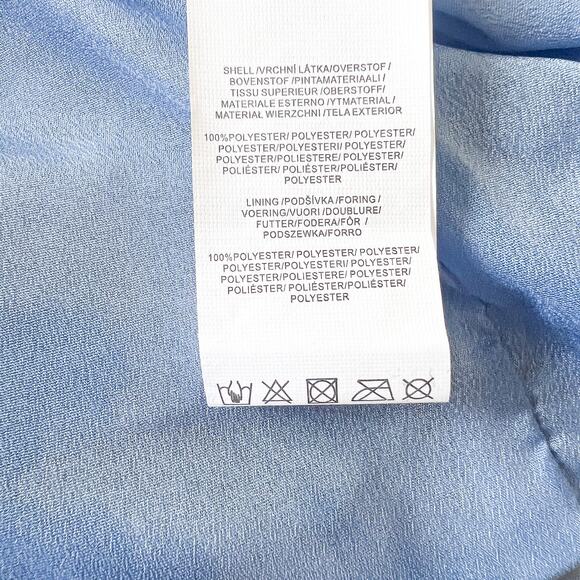 SHELL /VRCHNÍ LÁTKA/OVERSTOF /
BOVENSTOF /PINTAMATERIAALI /
TISSU SUPERIEUR /OBERSTOFF/
MATERIALE ESTERNO /YTMATERIAL /
MATERIAŁ WIERZCHNI /TELA EXTERIOR
100%POLYESTER/ POLYESTER/ POLYESTER/
POLYESTER/POLYESTERI/ POLYESTER/
POLYESTER/POLIESTERE/ POLYESTER/
POLIÉSTER/ POLIÉSTER/ POLIÉSTER/
POLYESTER
LINING /PODŠÍVKA /FORING /
VOERING/VUORI /DOUBLURE/
FUTTER/FODERA/FÖR /
PODSZEWKA/FORRO
100%POLYESTER/ POLYESTER/ POLYESTER/
POLYESTER/POLYESTERI/ POLYESTER/
POLYESTER/POLIESTERE/ POLYESTER/
POLIÉSTER/ POLIÉSTER/ POLIÉSTER/
POLYESTER